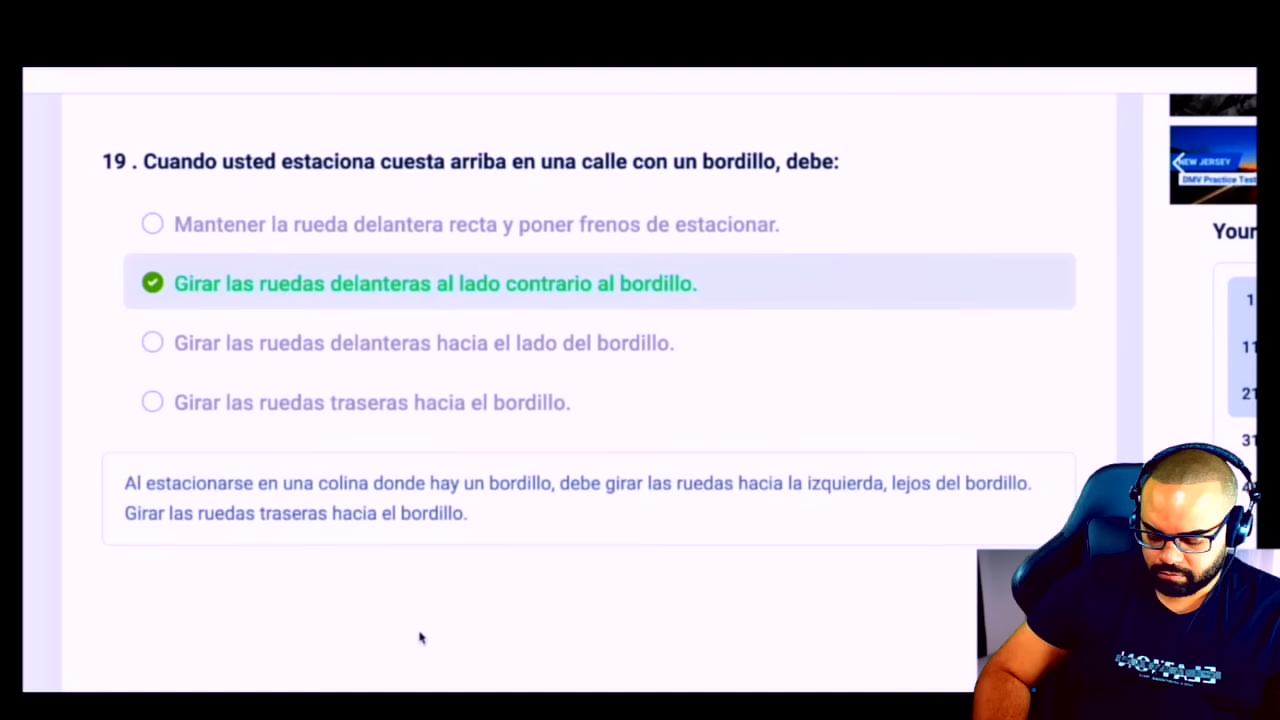 19 . Cuando usted estaciona cuesta arriba en una calle con un bordillo, debe:
Mantener la rueda delantera recta y poner frenos de estacionar.
Girar las ruedas delanteras al lado contrario al bordillo.
Girar las ruedas delanteras hacia el lado del bordillo.
Girar las ruedas traseras hacia el bordillo.
Al estacionarse en una colina donde hay un bordillo, debe girar las ruedas hacia la izquierda, lejos del bordillo.
Girar las ruedas traseras hacia el bordillo.
NEW JERSEY
DMV Practice Test
Your
1
11
21
31